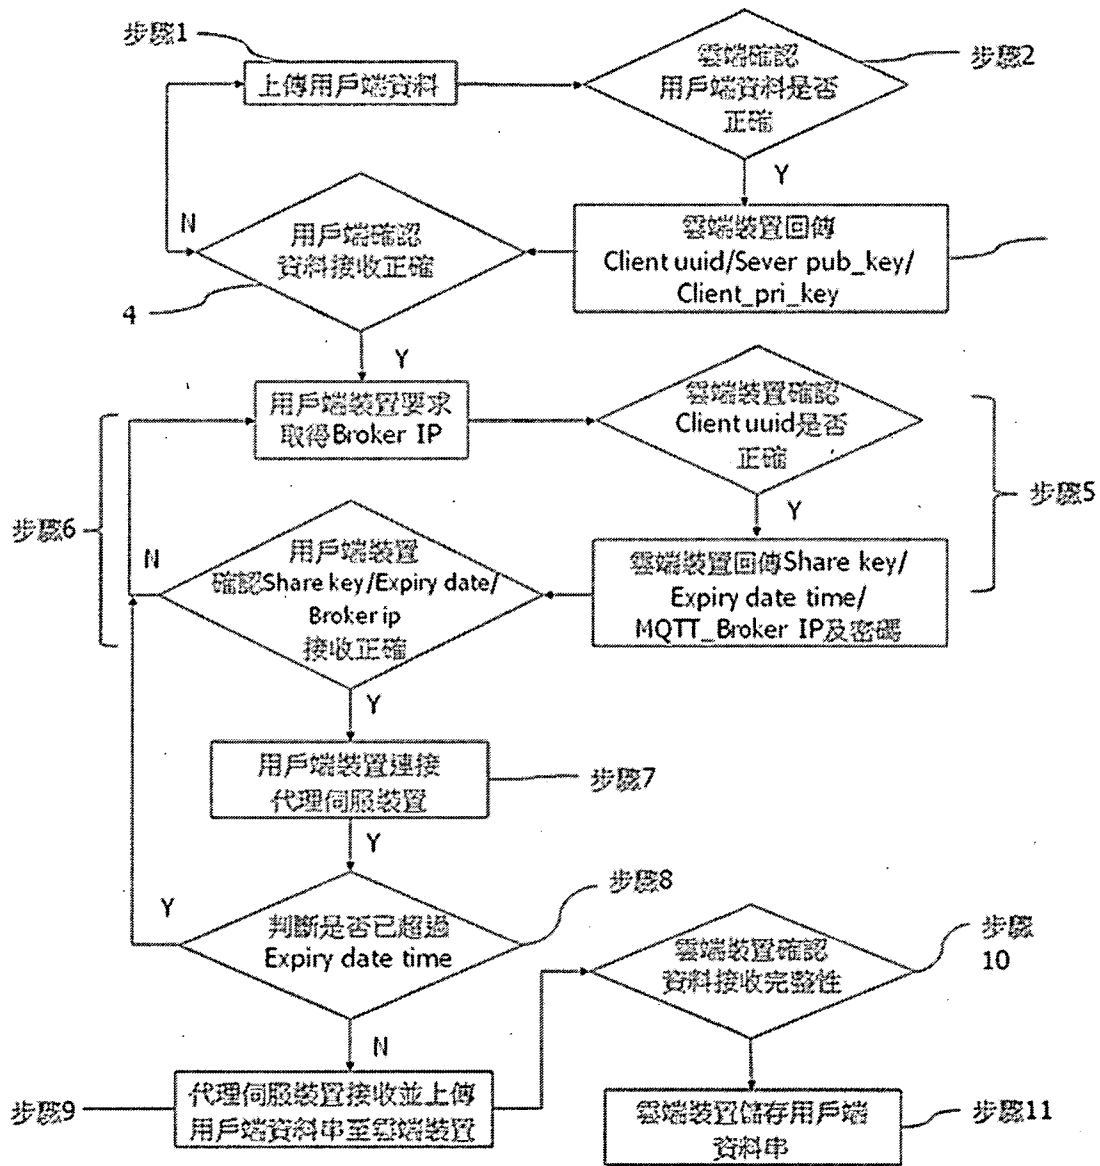 步驟1
上傳用戶端資料
雲端確認
用戶端資料是否
正確
步驟2
Y
雲端裝置回傳
Client uuid/Sever pub_key/
Client_pri_key
N
用戶端確認
資料接收正確
4
Y
用戶端裝置要求
取得Broker IP
雲端裝置確認
Client uuid是否
正確
Y
步驟5
雲端裝置回傳Share key/
Expiry date time/
MQTT_Broker IP及密碼
步驟6
N
用戶端裝置
確認Share key/Expiry date/
Broker ip
接收正確
Y
用戶端裝置連接
代理伺服裝置
步驟7
Y
Y
判斷是否已超過
Expiry date time
步驟8
N
步驟9
代理伺服裝置接收並上傳
用戶端資料串至雲端裝置
雲端裝置確認
資料接收完整性
步驟
10
雲端裝置儲存用戶端
資料串
步驟11